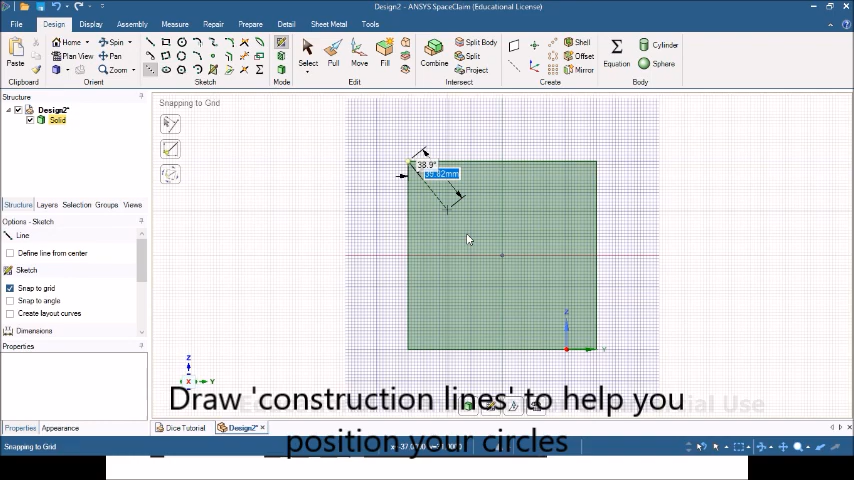 Design2* - ANSYS SpaceClaim (Educational License)
File Design Display Assembly Measure Repair Prepare Detail Sheet Metal Tools
Home Spin
Plan View Pan
Zoom
Paste
Select Pull Move Fill
Combine
Split Body
Split
Project
Shell
Offset
Mirror
Equation
Cylinder
Sphere
Clipboard Orient Sketch Mode Edit Intersect Create Body
Structure
Design2*
Solid
Snapping to Grid
38.9°
Structure Layers Selection Groups Views
Options - Sketch
Line
Define line from center
Sketch
Snap to grid
Snap to angle
Create layout curves
Dimensions
Properties
Z
Y
Z
X Y
Draw 'construction lines' to help you
position your circles
Properties Appearance
Dice Tutorial Design2*
Snapping to Grid